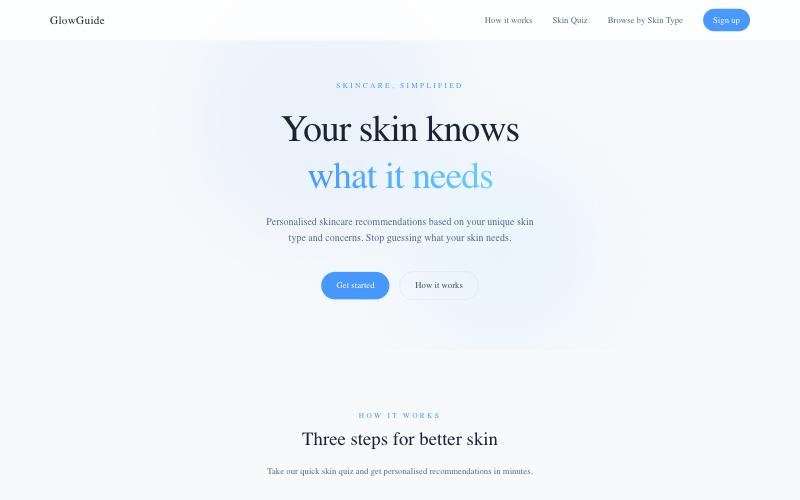 GlowGuide
How it works
Skin Quiz
Browse by Skin Type
Sign up
SKINCARE, SIMPLIFIED
Your skin knows
what it needs
Personalised skincare recommendations based on your unique skin
type and concerns. Stop guessing what your skin needs.
Get started
How it works
HOW IT WORKS
Three steps for better skin
Take our quick skin quiz and get personalised recommendations in minutes.